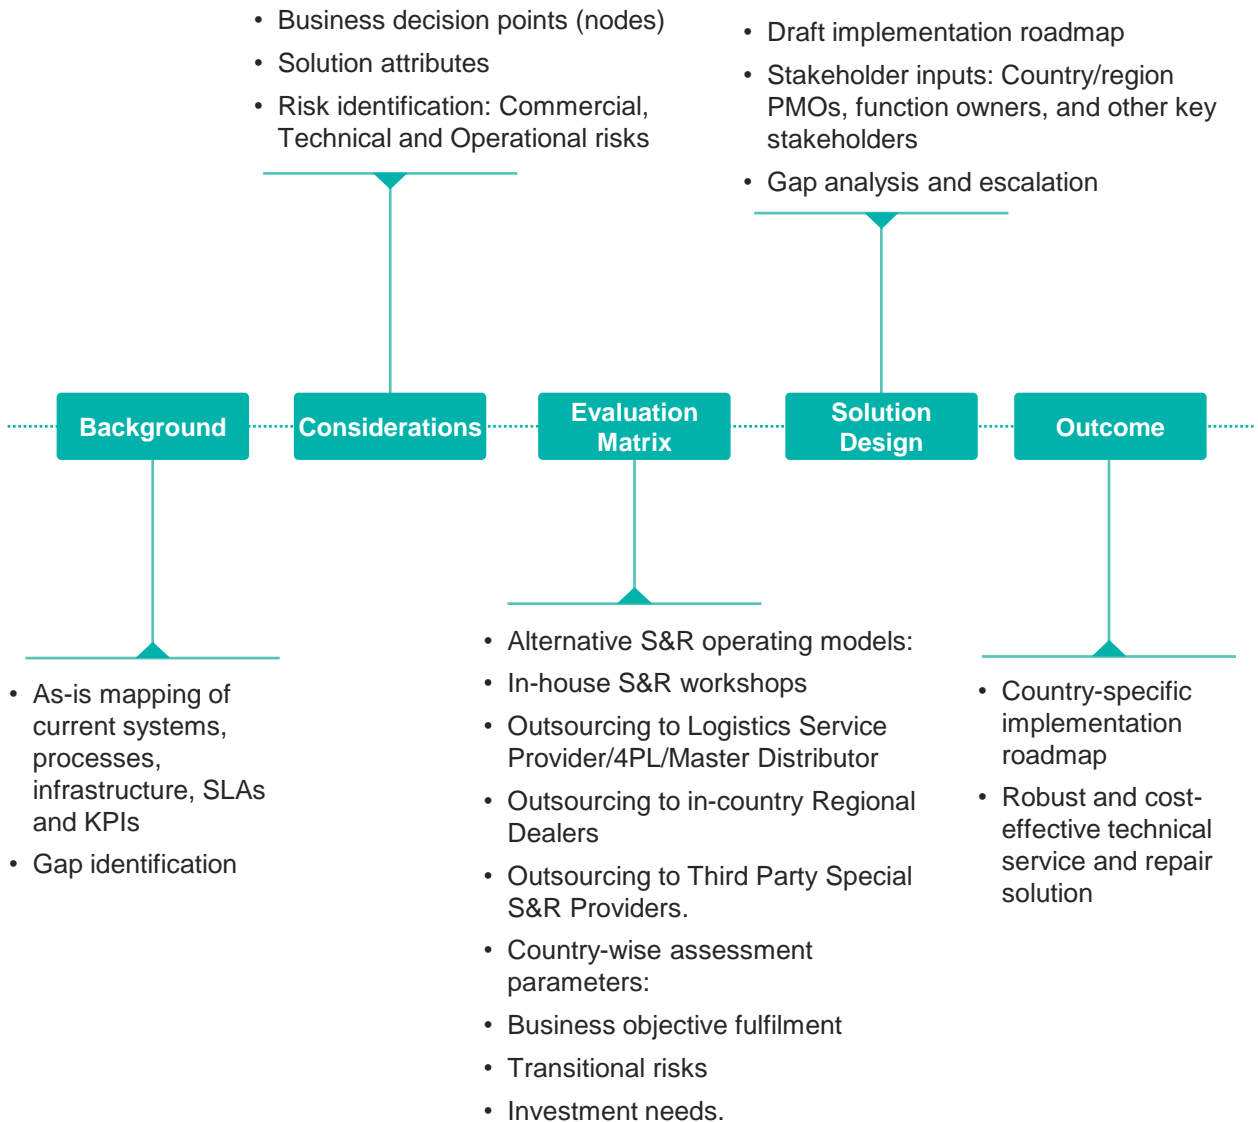 • Business decision points (nodes)
• Solution attributes
• Risk identification: Commercial,
Technical and Operational risks
• Draft implementation roadmap
• Stakeholder inputs: Country/region
PMOs, function owners, and other key
stakeholders
• Gap analysis and escalation
Background
Considerations
Evaluation
Matrix
Solution
Design
Outcome
• As-is mapping of
current systems,
processes,
infrastructure, SLAs
and KPIs
• Gap identification
• Alternative S&R operating models:
• In-house S&R workshops
• Outsourcing to Logistics Service
Provider/4PL/Master Distributor
• Outsourcing to in-country Regional
Dealers
• Outsourcing to Third Party Special
S&R Providers.
• Country-wise assessment
parameters:
• Business objective fulfilment
• Transitional risks
• Investment needs.
• Country-specific
implementation
roadmap
• Robust and cost-
effective technical
service and repair
solution